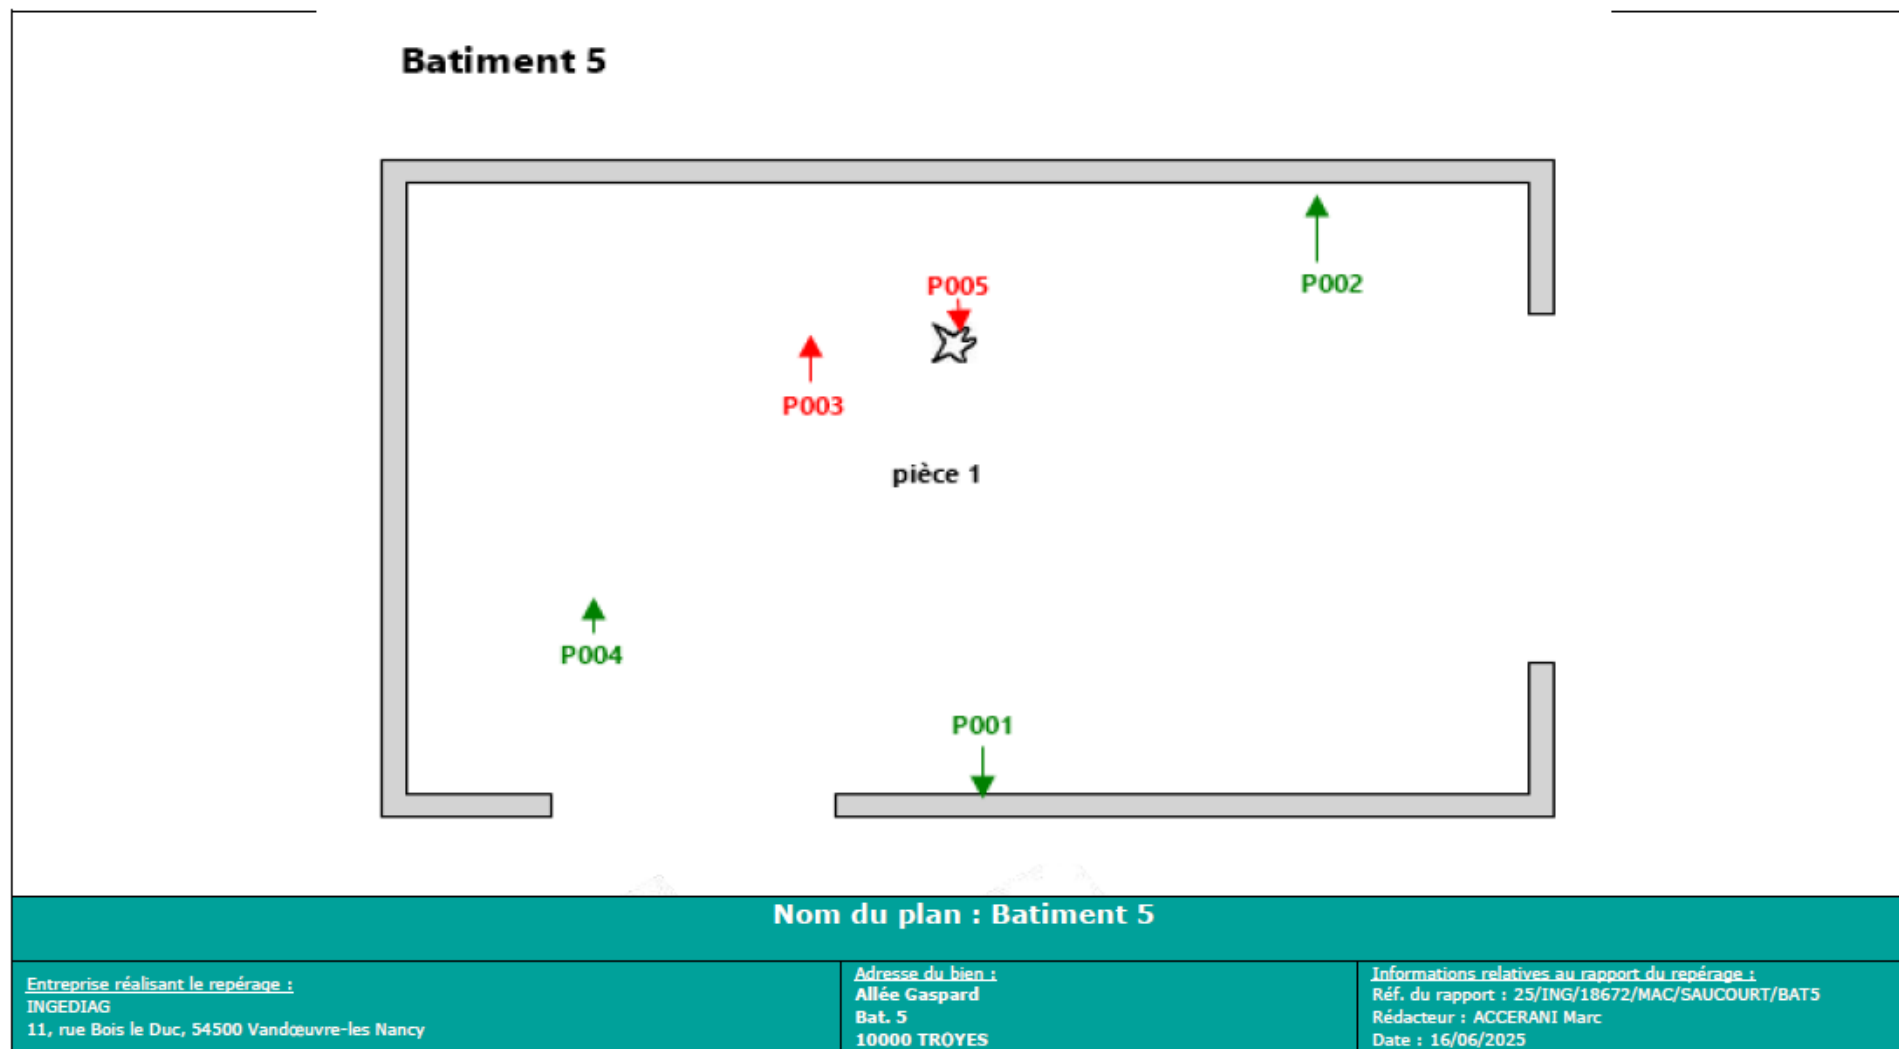 Batiment 5
P002
P005
P003
pièce 1
P004
P001
Nom du plan : Batiment 5
Entreprise réalisant le repérage :
INGEDIAG
11, rue Bois le Duc, 54500 Vandœuvre-les Nancy
Adresse du bien :
Allée Gaspard
Bat. 5
10000 TROYES
Informations relatives au rapport du repérage :
Réf. du rapport : 25/ING/18672/MAC/SAUCOURT/BAT5
Rédacteur : ACCERANI Marc
Date : 16/06/2025